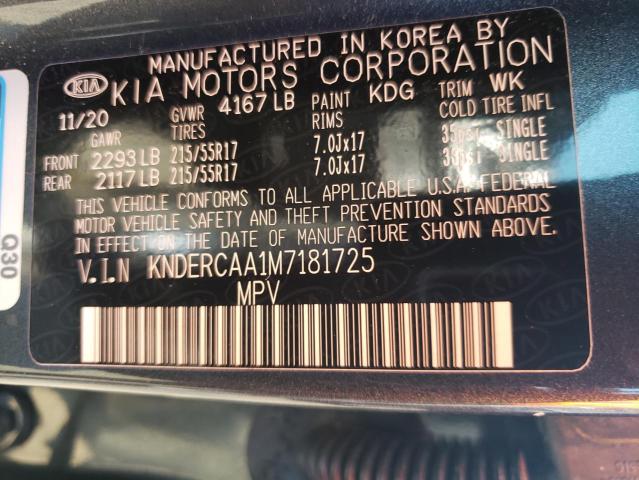 MANUFACTURED IN KOREA BY
KIA KIA MOTORS CORPORATION
11/20 GVWR 4167 LB PAINT KDG TRIM WK
GAWR TIRES RIMS COLD TIRE INFL
FRONT 2293 LB 215/55R17 7.0Jx17 SINGLE
REAR 2117 LB 215/55R17 7.0Jx17 SINGLE
THIS VEHICLE CONFORMS TO ALL APPLICABLE U.S.A. FEDERAL
MOTOR VEHICLE SAFETY AND THEFT PREVENTION STANDARDS
IN EFFECT ON THE DATE OF MANUFACTURE SHOWN ABOVE.
V.I.N KNDERCAA1M7181725
MPV
Q30